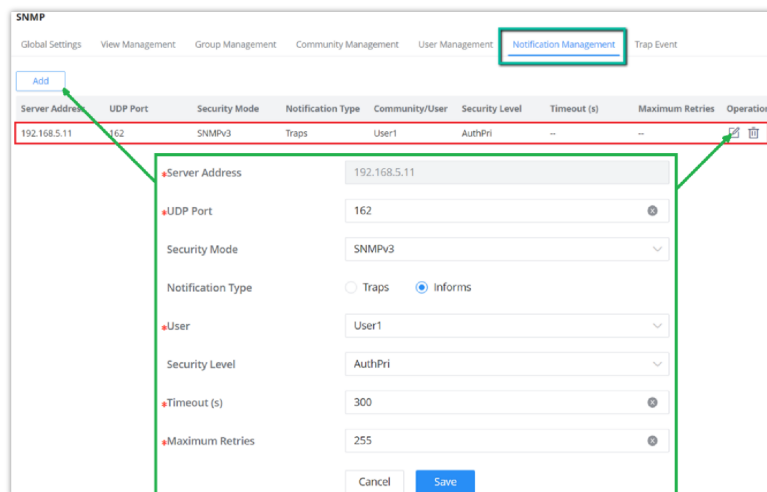 SNMP
Global Settings View Management Group Management Community Management User Management Notification Management Trap Event
Add
Server Address UDP Port Security Mode Notification Type Community/User Security Level Timeout (s) Maximum Retries Operation
192.168.5.11 162 SNMPv3 Traps User1 AuthPri -- --
*Server Address 192.168.5.11
*UDP Port 162
Security Mode SNMPv3
Notification Type Traps Informs
*User User1
Security Level AuthPri
*Timeout (s) 300
*Maximum Retries 255
Cancel Save